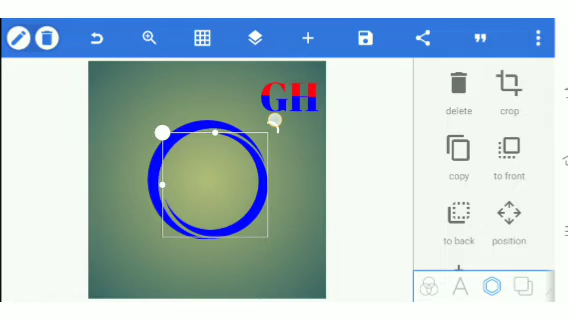 GH
delete
crop
copy
to front
to back
position
A